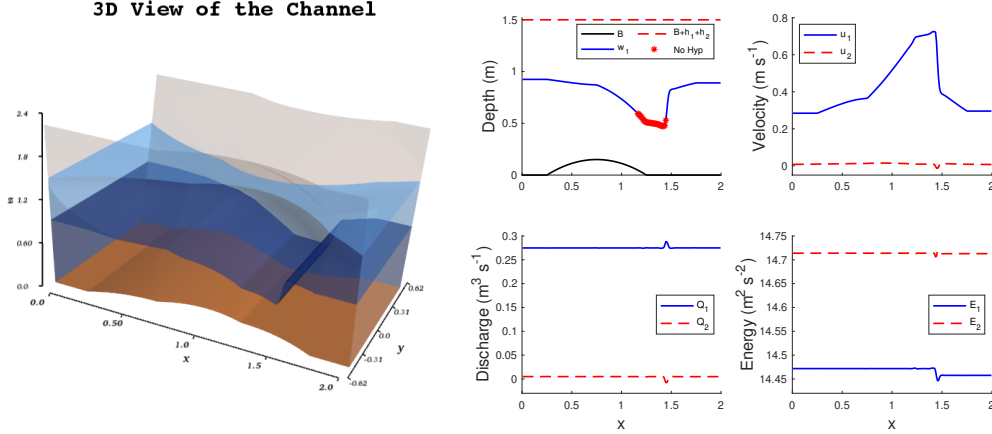 3D View of the Channel
2.4
1.8
1.2
0.60
0.0
z
0.0
0.50
1.0
1.5
2.0
x
-0.62
-0.31
0.0
0.31
0.62
y
1.5
1
0.5
0
Depth (m)
B
w1
B+h1+h2
No Hyp
0 0.5 1 1.5 2
0.8
0.6
0.4
0.2
0
Velocity (m s-1)
u1
u2
0 0.5 1 1.5 2
0.3
0.25
0.2
0.15
0.1
0.05
0
Discharge (m3 s-1)
Q1
Q2
0 0.5 1 1.5 2
x
14.75
14.7
14.65
14.6
14.55
14.5
14.45
Energy (m2 s-2)
E1
E2
0 0.5 1 1.5 2
x